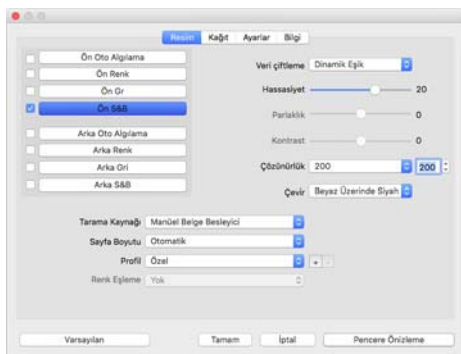 Resim Kağıt Ayarlar Bilgi
Ön Oto Algılama
Ön Renk
Ön Gr
Ön S&B
Arka Oto Algılama
Arka Renk
Arka Gri
Arka S&B
Veri çiftleme Dinamik Eşik
Hassasiyet 20
Parlaklık 0
Kontrast 0
Çözünürlük 200 200
Çevir Beyaz Üzerinde Siyah
Tarama Kaynağı Manüel Belge Besleyici
Sayfa Boyutu Otomatik
Profil Özel + -
Renk Eşleme Yok
Varsayılan Tamam İptal Pencere Önizleme